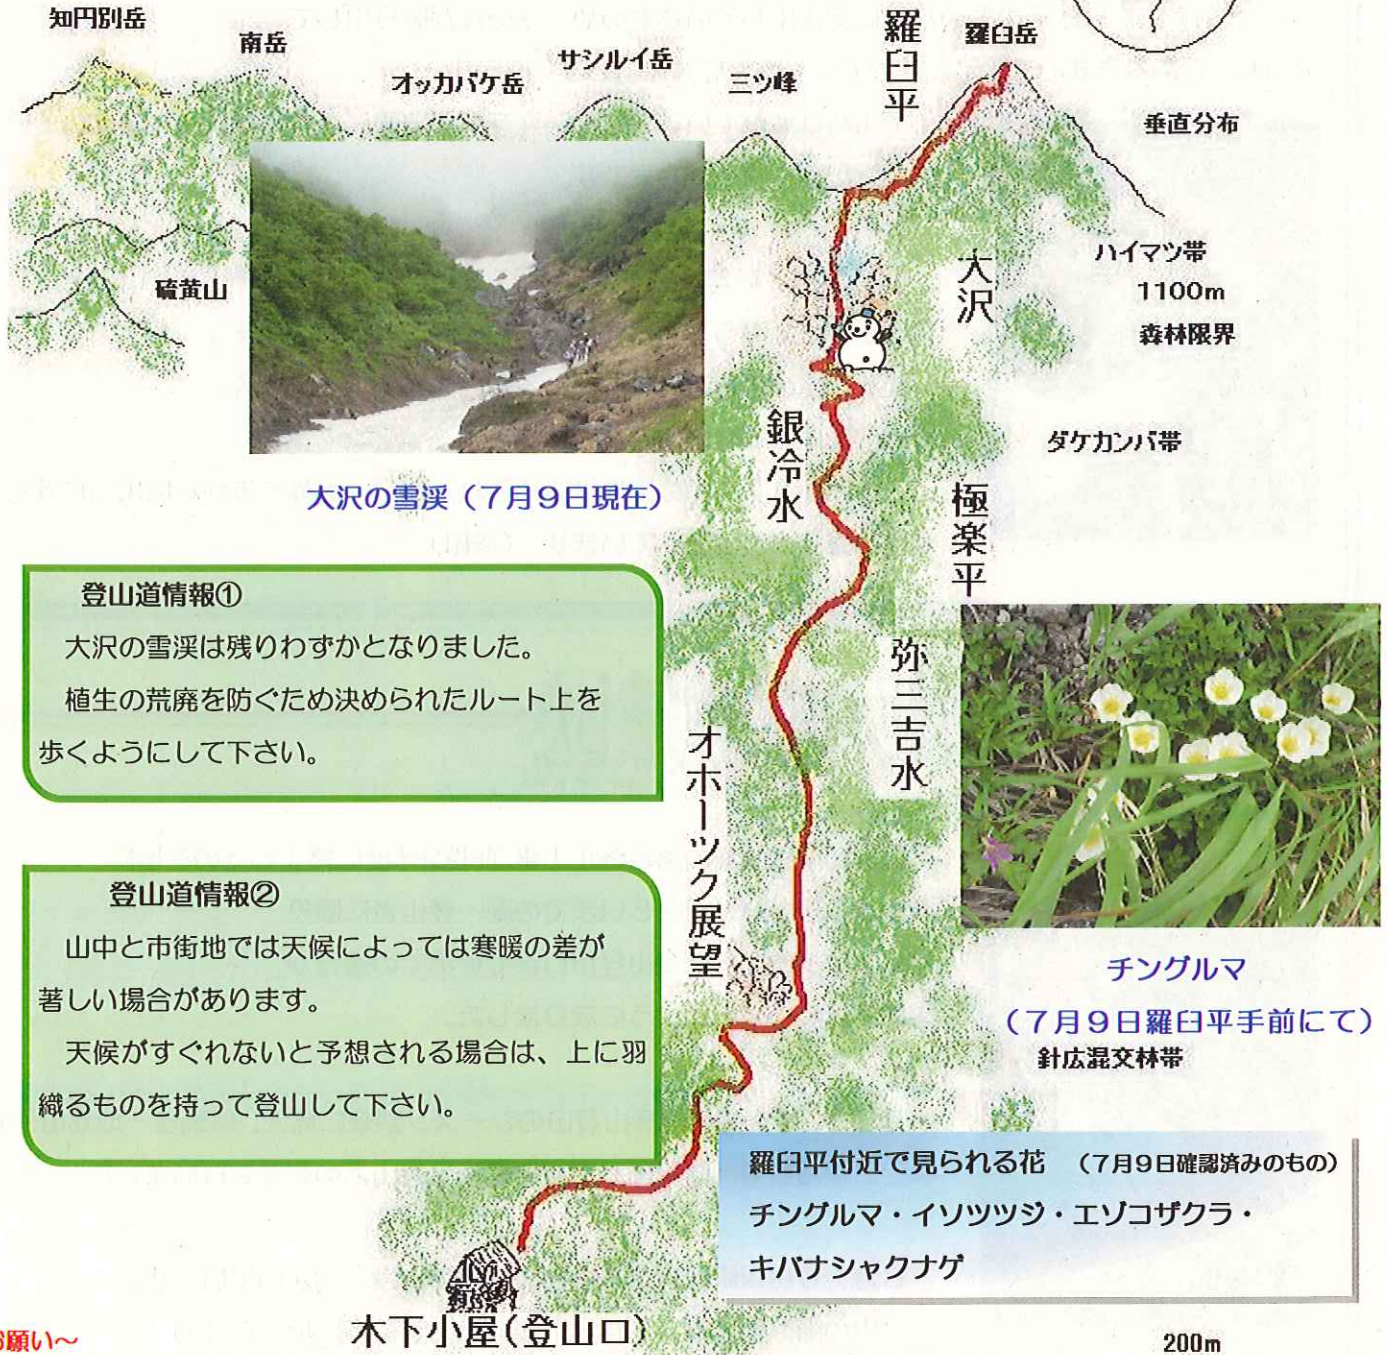 知円別岳
南岳
オッカバケ岳
サシルイ岳
三ツ峰
羅臼平
羅臼岳
垂直分布
硫黄山
大沢
ハイマツ帯
1100m
森林限界
銀冷水
ダケカンバ帯
大沢の雪渓（７月９日現在）
極楽平
登山道情報①
大沢の雪渓は残りわずかとなりました。
植生の荒廃を防ぐため決められたルート上を
歩くようにして下さい。
弥三吉水
オホーツク展望
登山道情報②
山中と市街地では天候によっては寒暖の差が
著しい場合があります。
天候がすぐれないと予想される場合は、上に羽
織るものを持って登山して下さい。
チングルマ
（７月９日羅臼平手前にて）
針広混交林帯
羅臼平付近で見られる花　（７月９日確認済みのもの）
チングルマ・イソツツジ・エゾコザクラ・
キバナシャクナゲ
木下小屋(登山口)
願い～
200m